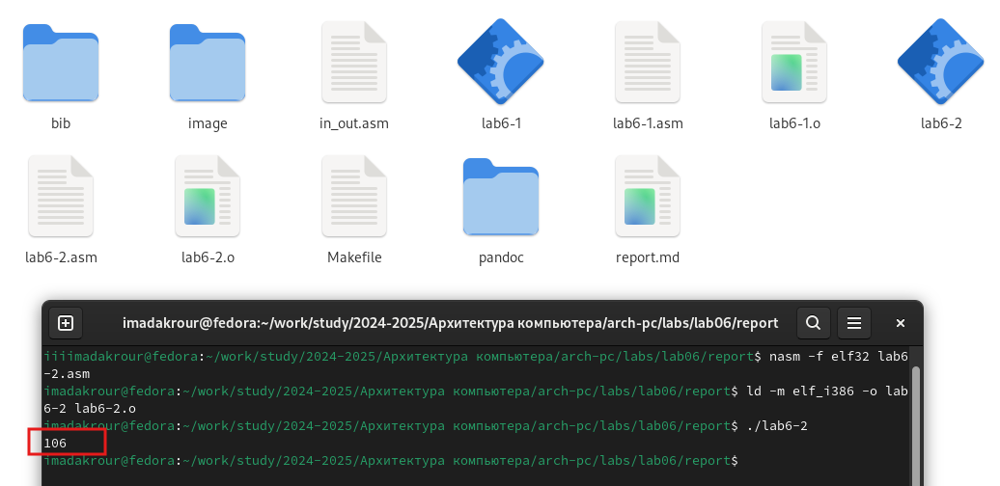 bib
image
in_out.asm
lab6-1
lab6-1.asm
lab6-1.o
lab6-2
lab6-2.asm
lab6-2.o
Makefile
pandoc
report.md
imadakrour@fedora:~/work/study/2024-2025/Архитектура компьютера/arch-pc/labs/lab06/report
iiiimadakrour@fedora:~/work/study/2024-2025/Архитектура компьютера/arch-pc/labs/lab06/report$ nasm -f elf32 lab6
-2.asm
imadakrour@fedora:~/work/study/2024-2025/Архитектура компьютера/arch-pc/labs/lab06/report$ ld -m elf_i386 -o lab
6-2 lab6-2.o
imadakrour@fedora:~/work/study/2024-2025/Архитектура компьютера/arch-pc/labs/lab06/report$ ./lab6-2
106
imadakrour@fedora:~/work/study/2024-2025/Архитектура компьютера/arch-pc/labs/lab06/report$